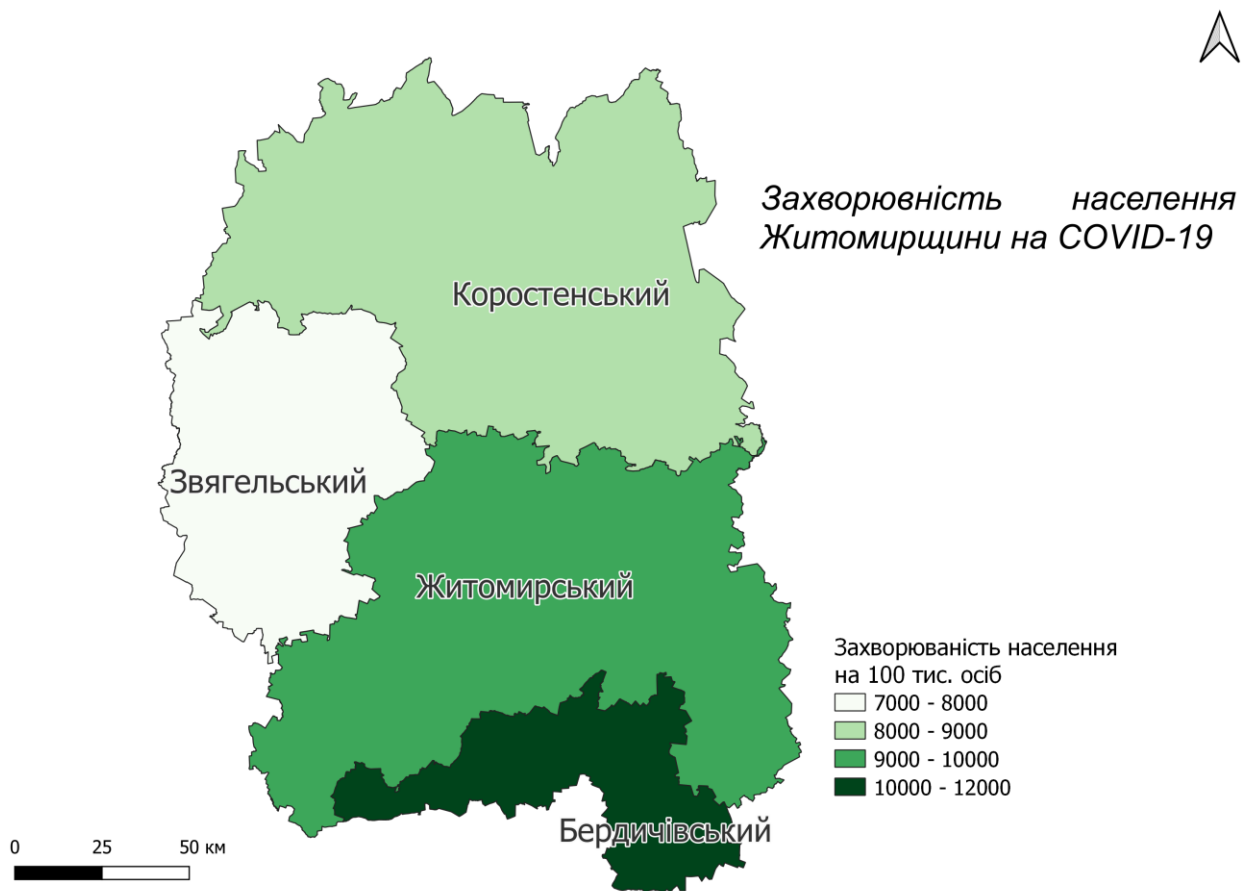 Захворювність населення
Житомирщини на COVID-19
Коростенський
Звягельський
Житомирський
Бердичівський
Захворюваність населення
на 100 тис. осіб
7000 - 8000
8000 - 9000
9000 - 10000
10000 - 12000
0 25 50 км